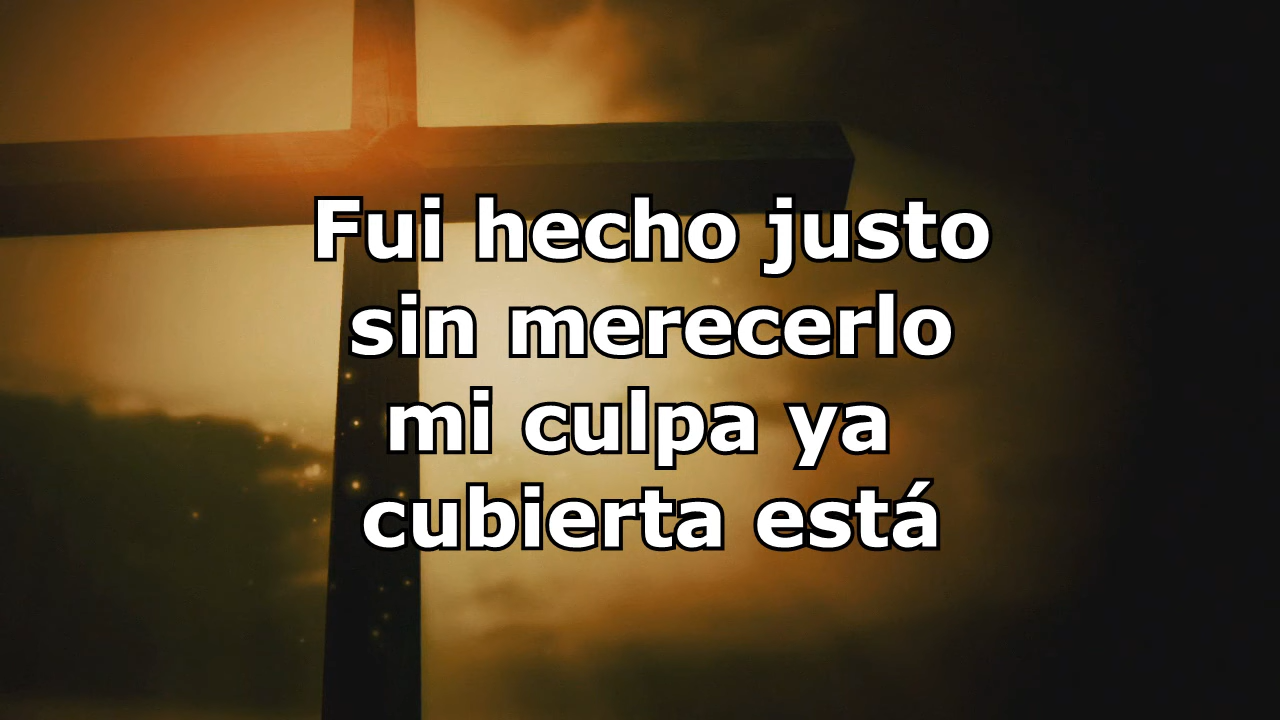 Fui hecho justo
sin merecerlo
mi culpa ya
cubierta está